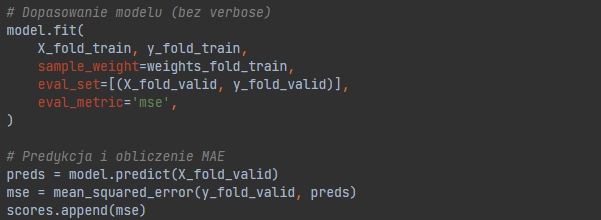 # Dopasowanie modelu (bez verbose)
model.fit(
    X_fold_train, y_fold_train,
    sample_weight=weights_fold_train,
    eval_set=[(X_fold_valid, y_fold_valid)],
    eval_metric='mse',
)

# Predykcja i obliczenie MAE
preds = model.predict(X_fold_valid)
mse = mean_squared_error(y_fold_valid, preds)
scores.append(mse)